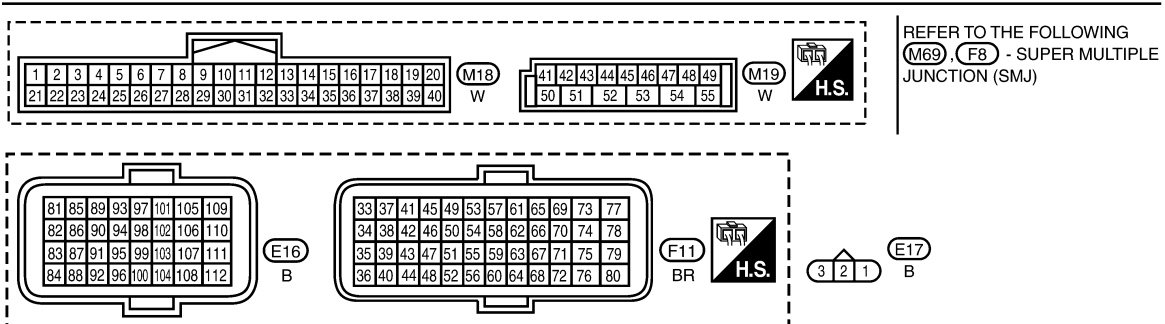 1 2 3 4 5 6 7 8 9 10 11 12 13 14 15 16 17 18 19 20
21 22 23 24 25 26 27 28 29 30 31 32 33 34 35 36 37 38 39 40
M18
W
41 42 43 44 45 46 47 48 49
50 51 52 53 54 55
M19
W
H.S.
REFER TO THE FOLLOWING
M69 , F8 - SUPER MULTIPLE
JUNCTION (SMJ)
81 85 89 93 97 101 105 109
82 86 90 94 98 102 106 110
83 87 91 95 99 103 107 111
84 88 92 96 100 104 108 112
E16
B
33 37 41 45 49 53 57 61 65 69 73 77
34 38 42 46 50 54 58 62 66 70 74 78
35 39 43 47 51 55 59 63 67 71 75 79
36 40 44 48 52 56 60 64 68 72 76 80
F11
BR
H.S.
3 2 1
E17
B